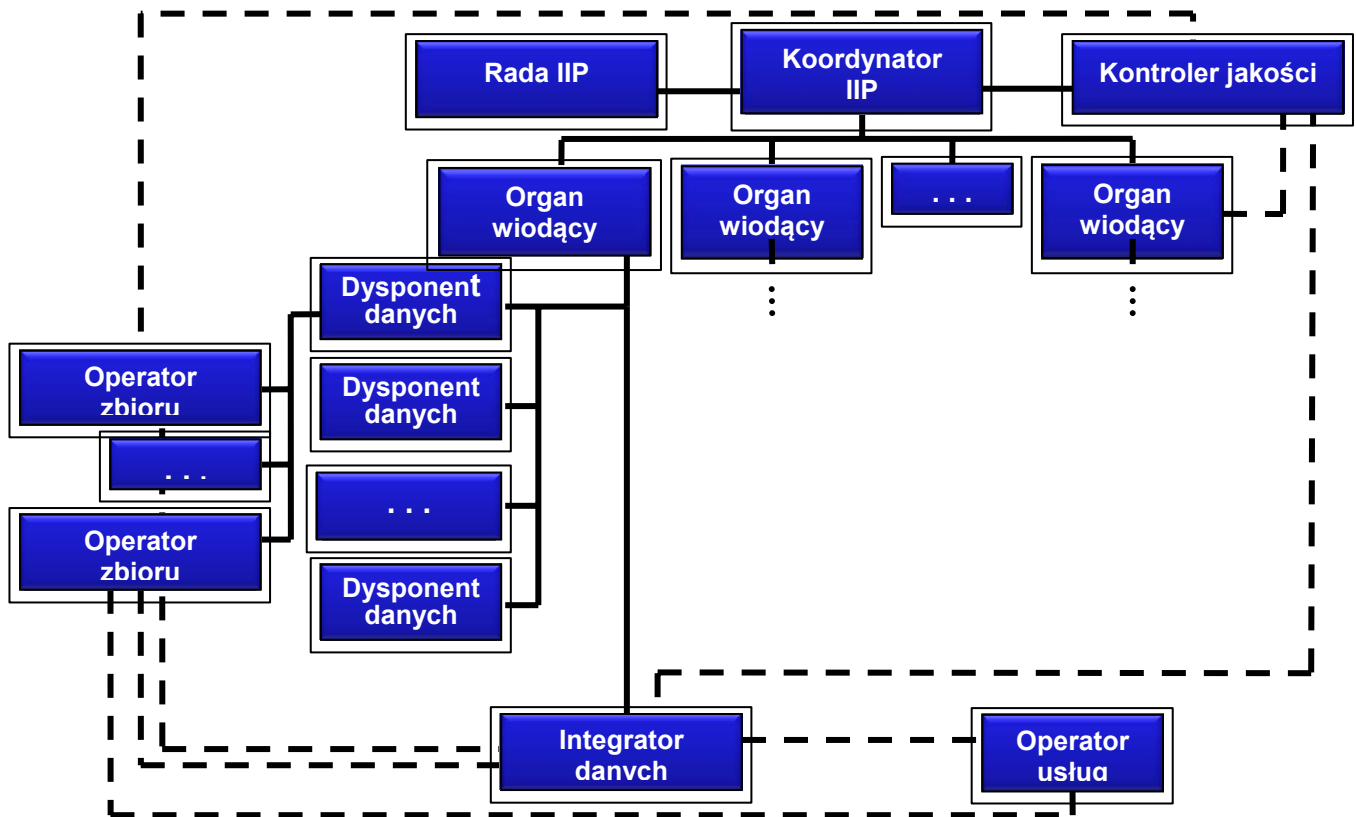 Rada IIP
Koordynator
IIP
Kontroler jakości
Organ
wiodący
Organ
wiodący
. . .
Organ
wiodący
Dysponent
danych
Operator
zbioru
Dysponent
danych
. . .
Operator
zbioru
. . .
Dysponent
danych
Integrator
danych
Operator
usług